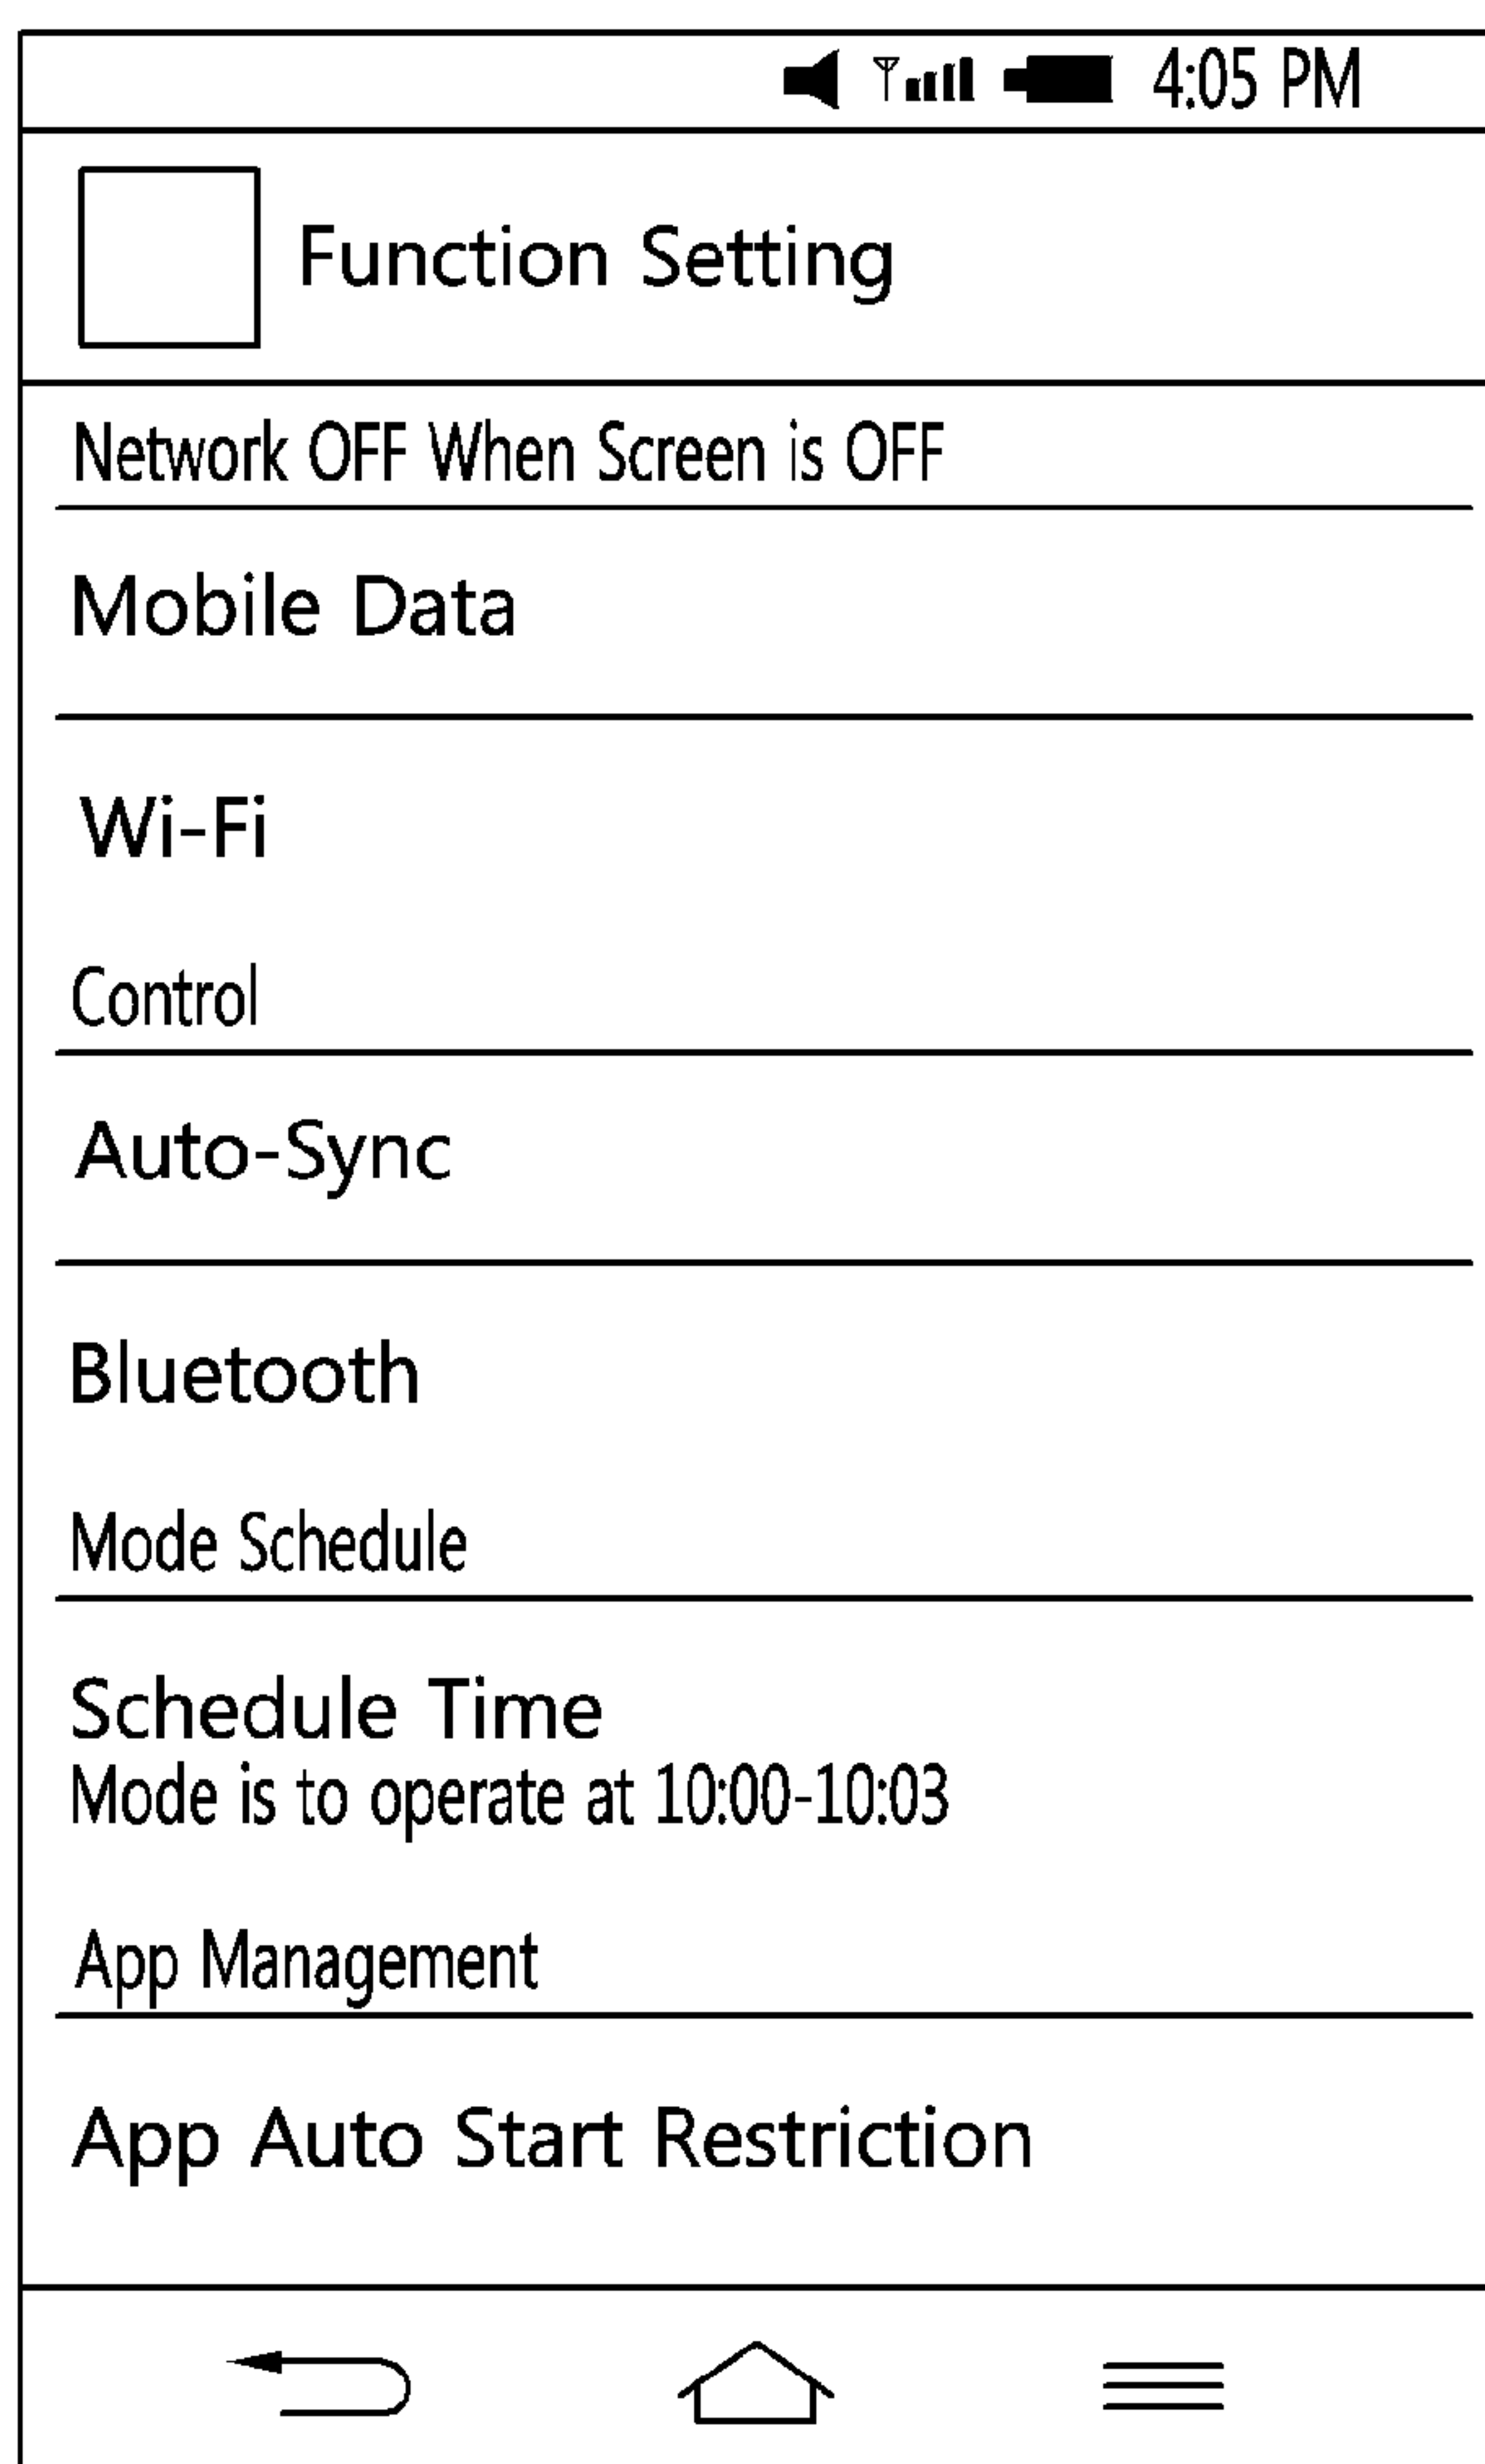 4:05 PM
Function Setting
Network OFF When Screen is OFF
Mobile Data
Wi-Fi
Control
Auto-Sync
Bluetooth
Mode Schedule
Schedule Time
Mode is to operate at 10:00-10:03
App Management
App Auto Start Restriction